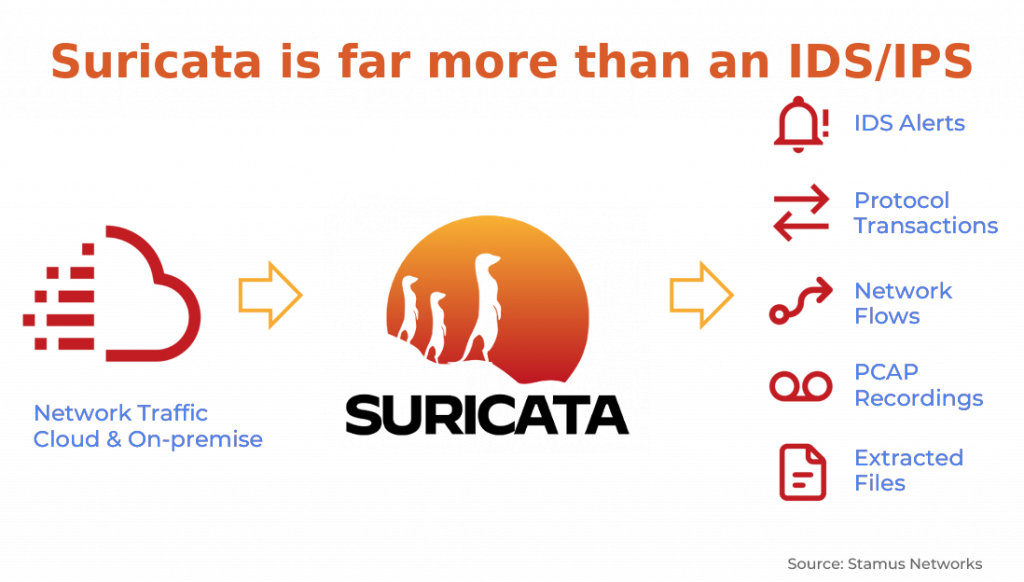 Suricata is far more than an IDS/IPS
IDS Alerts
Protocol
Transactions
Network
Flows
PCAP
Recordings
Extracted
Files
Network Traffic
Cloud & On-premise
SURICATA
Source: Stamus Networks